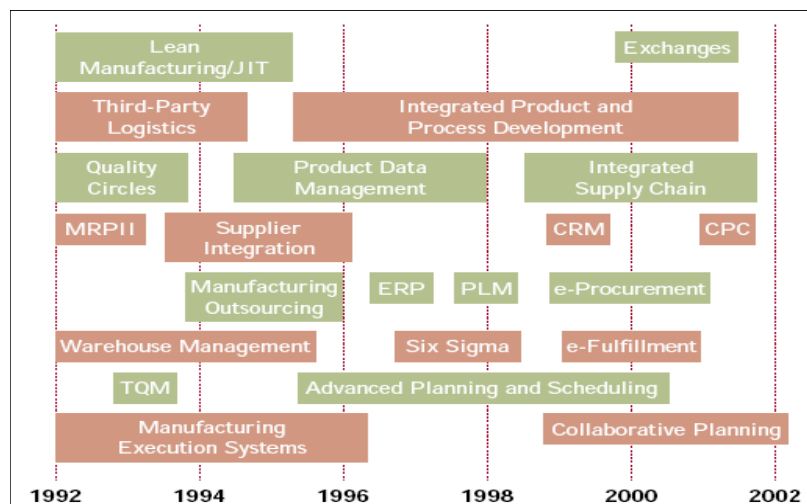 Lean
Manufacturing/JIT
Exchanges
Third-Party
Logistics
Integrated Product and
Process Development
Quality
Circles
Product Data
Management
Integrated
Supply Chain
MRPII
Supplier
Integration
CRM
CPC
Manufacturing
Outsourcing
ERP
PLM
e-Procurement
Warehouse Management
Six Sigma
e-Fulfillment
TQM
Advanced Planning and Scheduling
Manufacturing
Execution Systems
Collaborative Planning
1992 1994 1996 1998 2000 2002